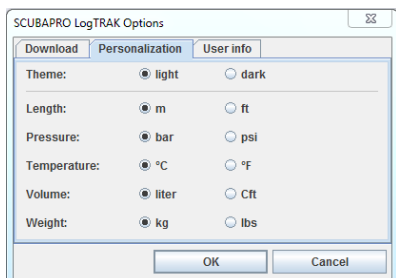 SCUBAPRO LogTRAK Options
Download Personalization User info
Theme: light dark
Length: m ft
Pressure: bar psi
Temperature: °C °F
Volume: liter Cft
Weight: kg lbs
OK Cancel